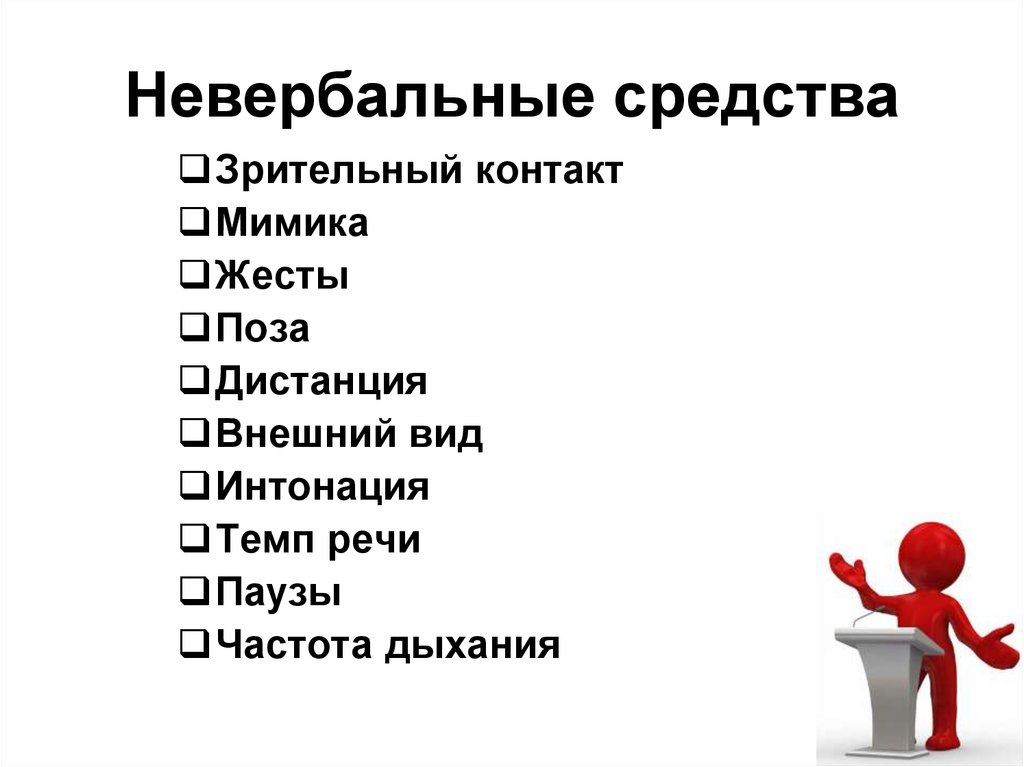 Невербальные средства
Зрительный контакт
Мимика
Жесты
Поза
Дистанция
Внешний вид
Интонация
Темп речи
Паузы
Частота дыхания